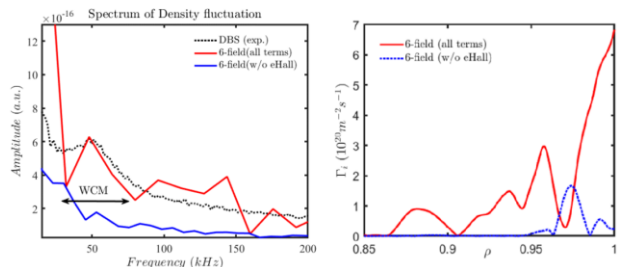 Spectrum of Density fluctuation
×10⁻¹⁶
12
10
8
6
4
2
Amplitude (a.u.)
DBS (exp.)
6-field(all terms)
6-field(w/o eHall)
WCM
50
100
150
200
Frequency (kHz)
7
6
5
4
3
2
1
0
Γᵢ (10²⁰m⁻²s⁻¹)
6-field (all terms)
6-field (w/o eHall)
0.85
0.9
0.95
1
ρ